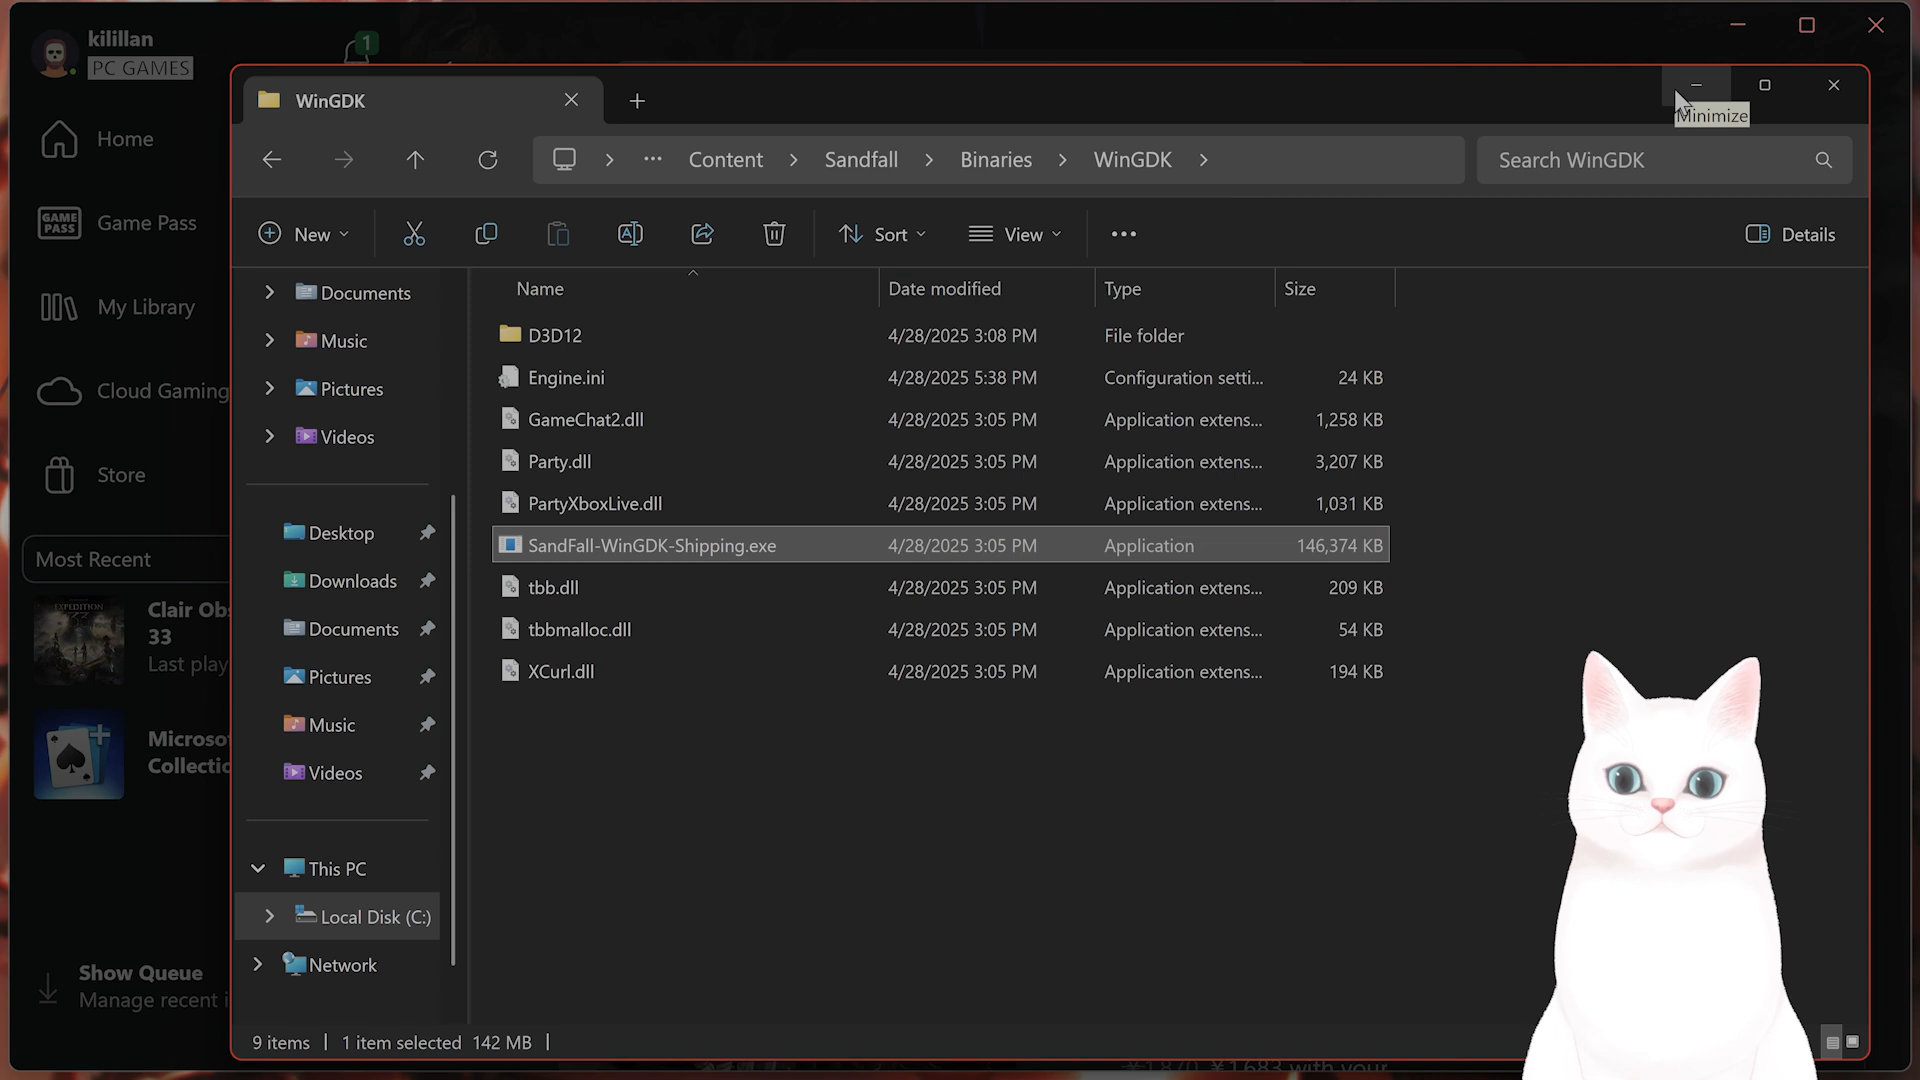 kilillan
PC GAMES
1
Home
GAME PASS
Game Pass
My Library
Cloud Gaming
Store
Most Recent
EXPEDITION
Clair Obs
33
Last play
Microso
Collectio
Show Queue
Manage recent i
WinGDK
Minimize
Content
Sandfall
Binaries
WinGDK
Search WinGDK
New
Sort
View
Details
Documents
Music
Pictures
Videos
Desktop
Downloads
Documents
Pictures
Music
Videos
This PC
Local Disk (C:)
Network
Name Date modified Type Size
D3D12 4/28/2025 3:08 PM File folder
Engine.ini 4/28/2025 5:38 PM Configuration setti... 24 KB
GameChat2.dll 4/28/2025 3:05 PM Application extens... 1,258 KB
Party.dll 4/28/2025 3:05 PM Application extens... 3,207 KB
PartyXboxLive.dll 4/28/2025 3:05 PM Application extens... 1,031 KB
SandFall-WinGDK-Shipping.exe 4/28/2025 3:05 PM Application 146,374 KB
tbb.dll 4/28/2025 3:05 PM Application extens... 209 KB
tbbmalloc.dll 4/28/2025 3:05 PM Application extens... 54 KB
XCurl.dll 4/28/2025 3:05 PM Application extens... 194 KB
9 items 1 item selected 142 MB
with your